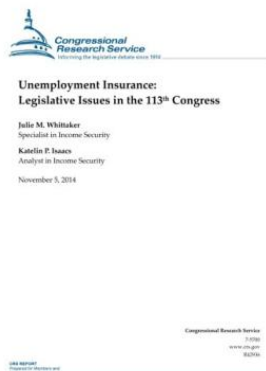 Congressional
Research Service
Informing the legislative debate since 1914
Unemployment Insurance:
Legislative Issues in the 113th Congress
Julie M. Whittaker
Specialist in Income Security
Katelin P. Isaacs
Analyst in Income Security
November 5, 2014
Congressional Research Service
7-5700
www.crs.gov
CRS REPORT
Prepared for Members and